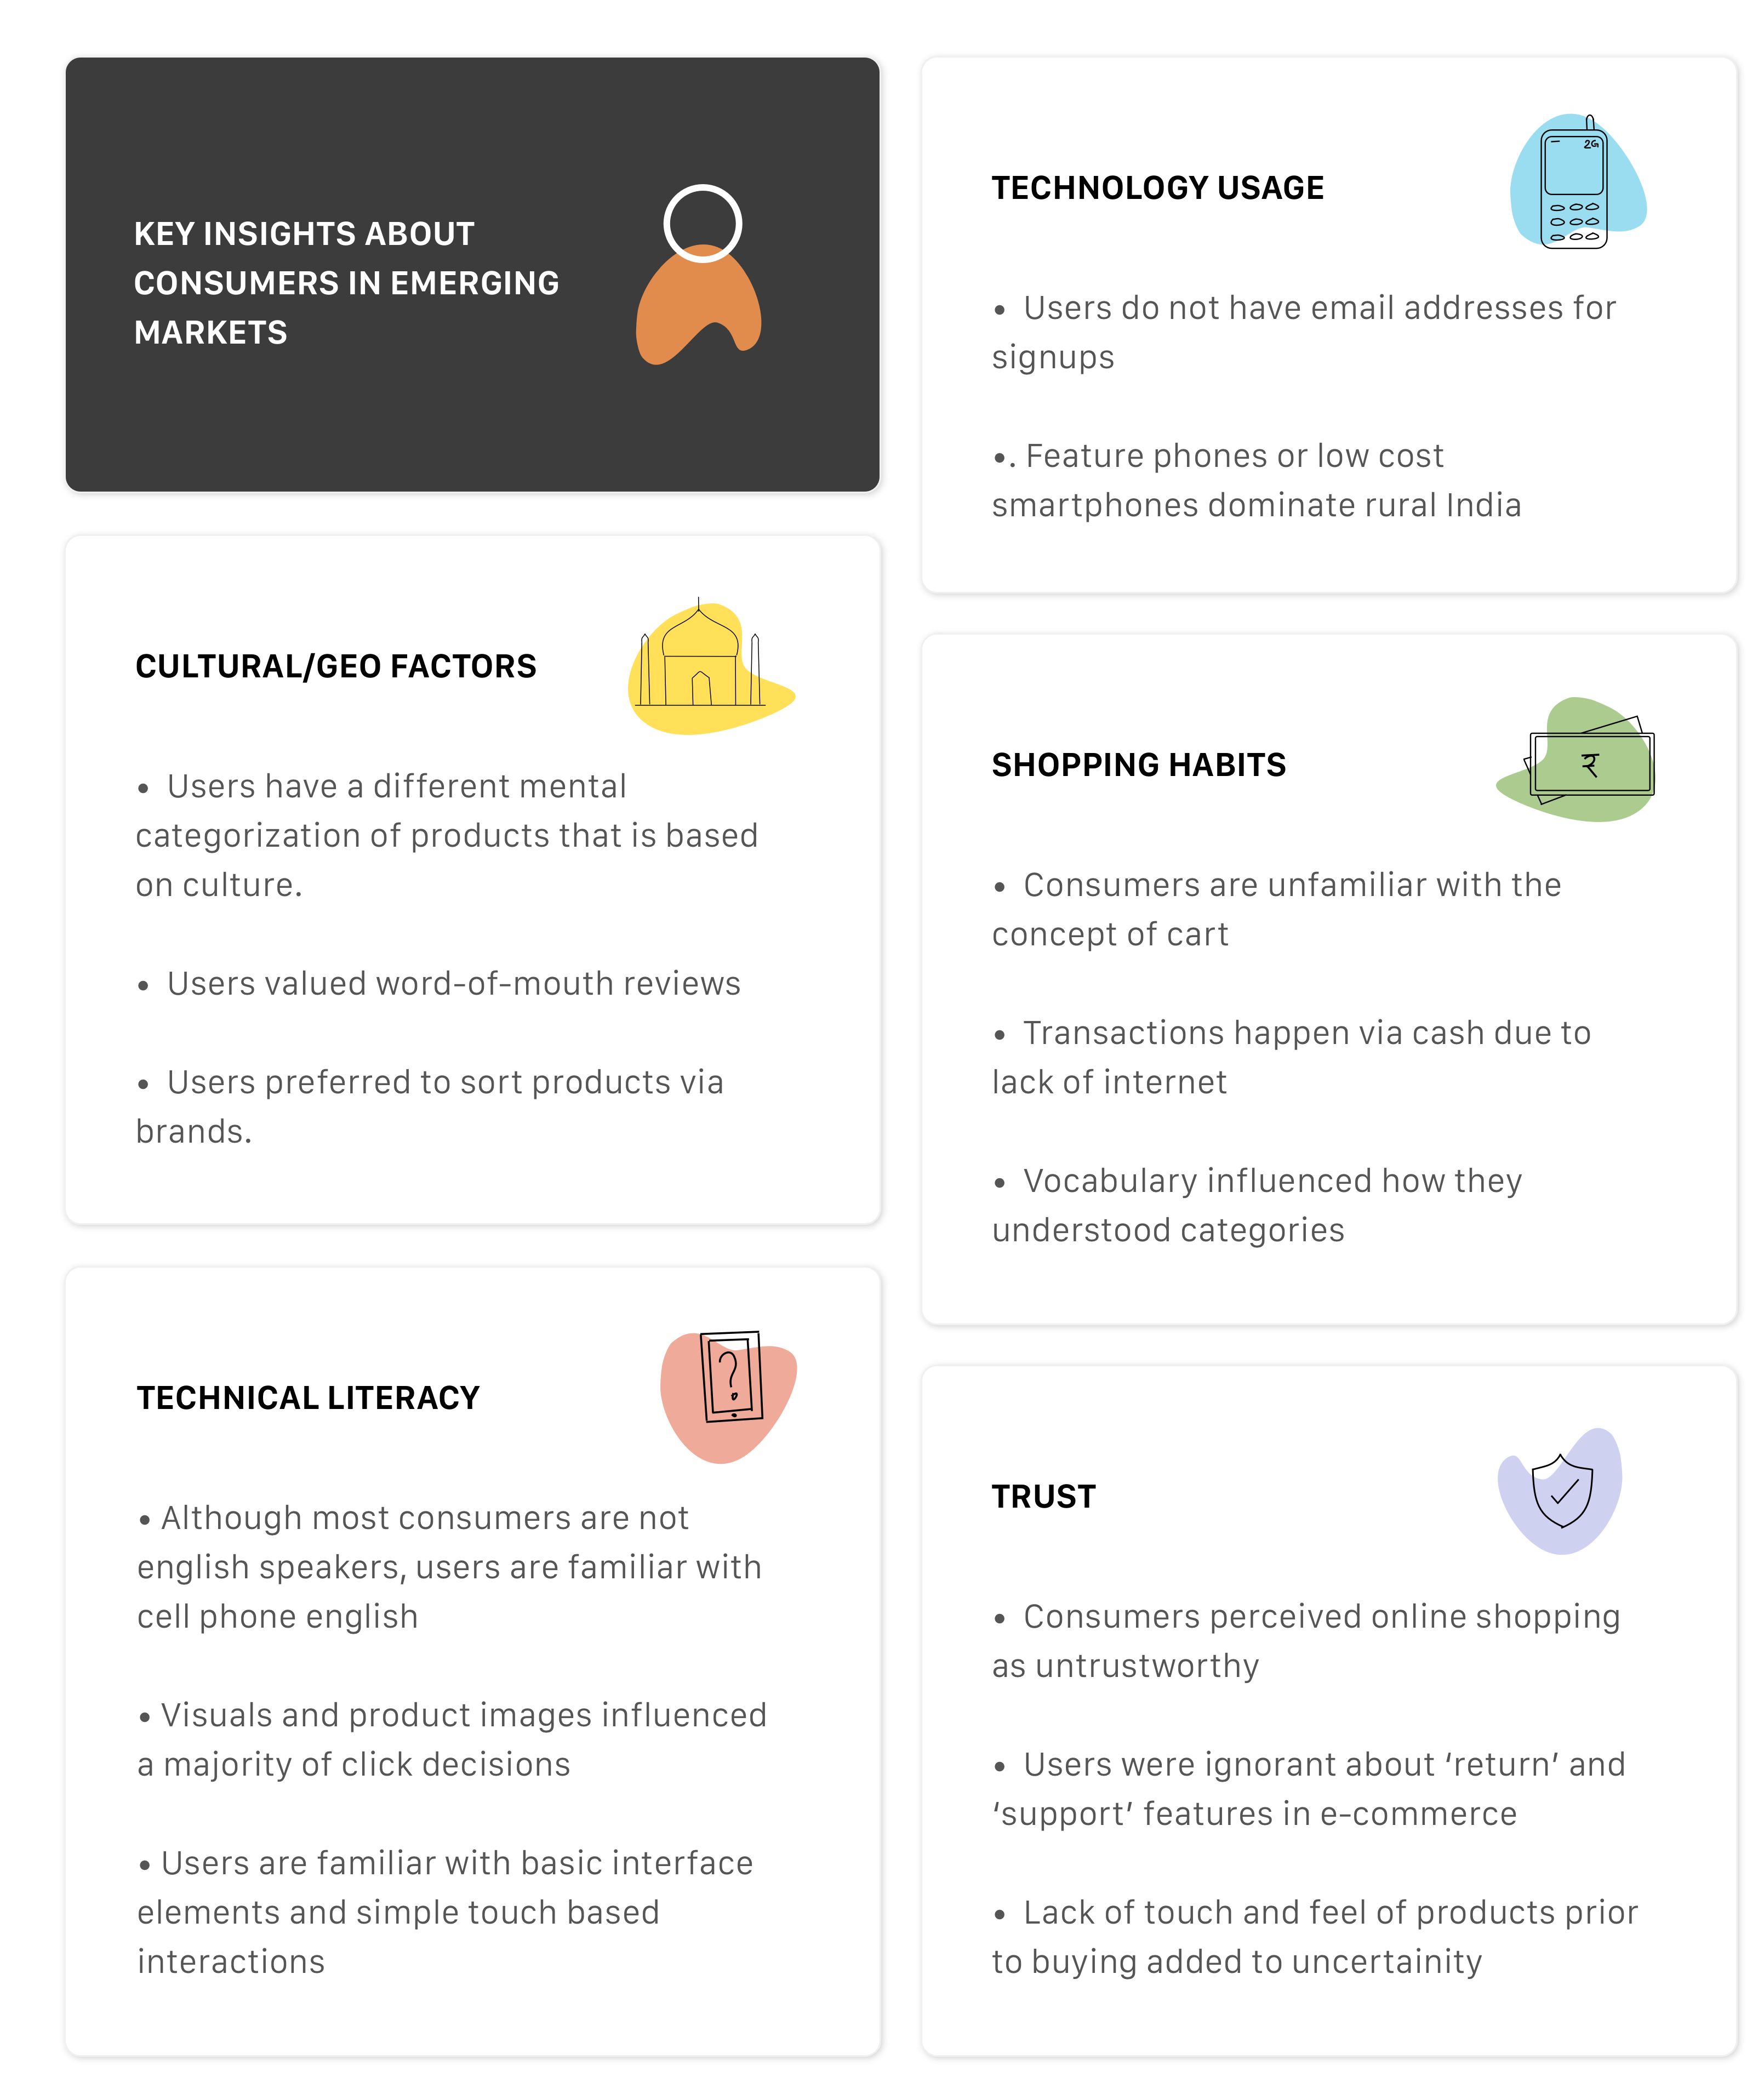 KEY INSIGHTS ABOUT
CONSUMERS IN EMERGING
MARKETS
TECHNOLOGY USAGE
2G
• Users do not have email addresses for
signups
•. Feature phones or low cost
smartphones dominate rural India
CULTURAL/GEO FACTORS
• Users have a different mental
categorization of products that is based
on culture.
• Users valued word-of-mouth reviews
• Users preferred to sort products via
brands.
SHOPPING HABITS
₹
• Consumers are unfamiliar with the
concept of cart
• Transactions happen via cash due to
lack of internet
• Vocabulary influenced how they
understood categories
TECHNICAL LITERACY
?
• Although most consumers are not
english speakers, users are familiar with
cell phone english
• Visuals and product images influenced
a majority of click decisions
• Users are familiar with basic interface
elements and simple touch based
interactions
TRUST
• Consumers perceived online shopping
as untrustworthy
• Users were ignorant about ‘return’ and
‘support’ features in e-commerce
• Lack of touch and feel of products prior
to buying added to uncertainity